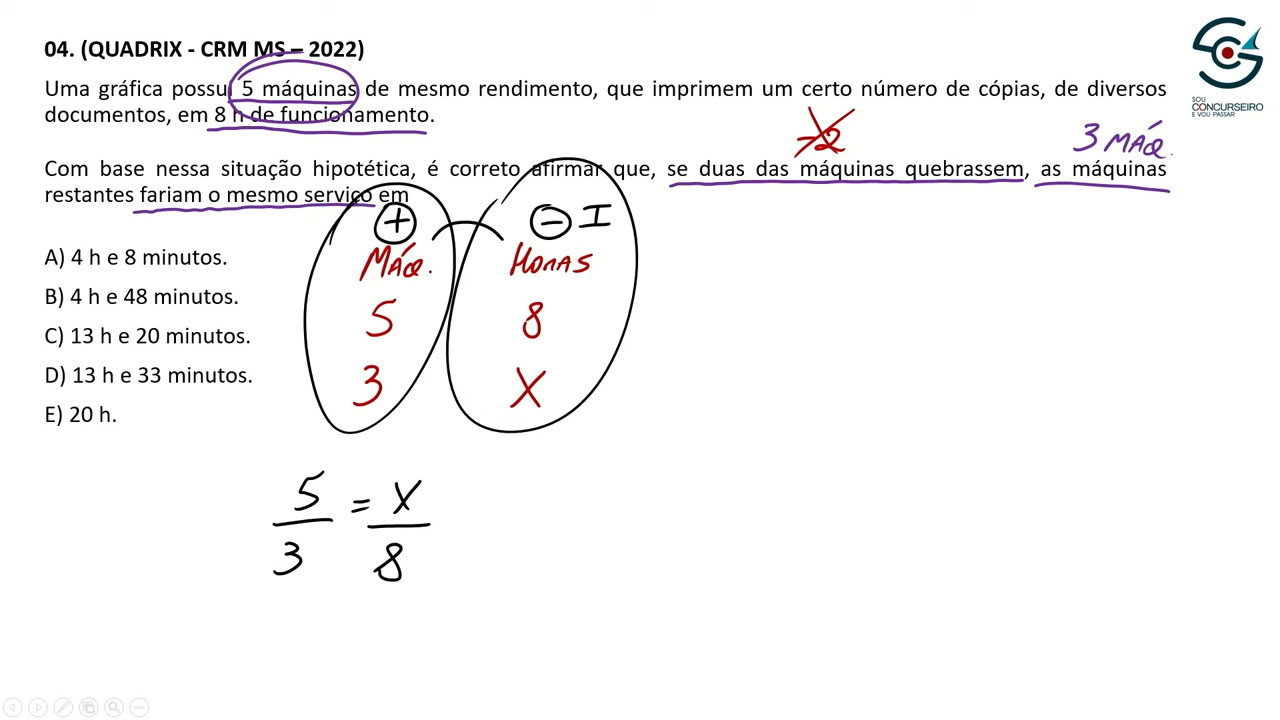 04. (QUADRIX - CRM MS – 2022)
Uma gráfica possui 5 máquinas de mesmo rendimento, que imprimem um certo número de cópias, de diversos
documentos, em 8 h de funcionamento.
-2
3 MÁQ.
Com base nessa situação hipotética, é correto afirmar que, se duas das máquinas quebrassem, as máquinas
restantes fariam o mesmo serviço em
+ - I
MÁQ. HORAS
5 8
3 X
A) 4 h e 8 minutos.
B) 4 h e 48 minutos.
C) 13 h e 20 minutos.
D) 13 h e 33 minutos.
E) 20 h.
5 = X
3 8
SOU
CONCURSEIRO
E VOU PASSAR